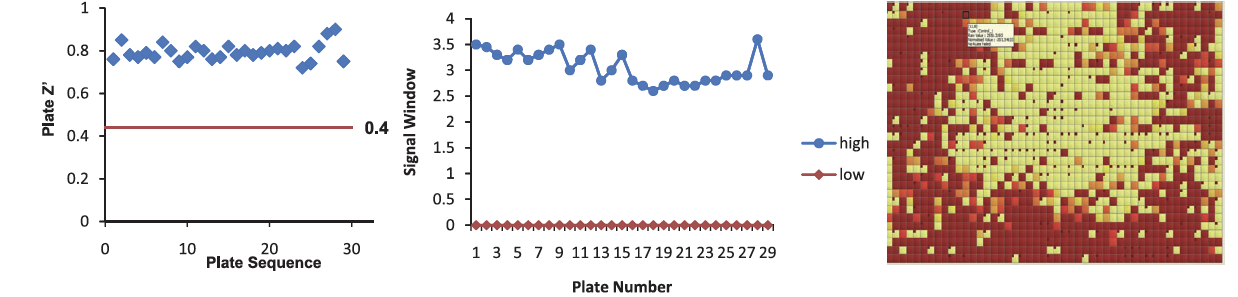 1
0.8
0.6
0.4
0.2
0
0 10 20 30
Plate Z'
Plate Sequence
0.4
4
3.5
3
2.5
2
1.5
1
0.5
0
1 3 5 7 9 11 13 15 17 19 21 23 25 27 29
Signal Window
Plate Number
high
low